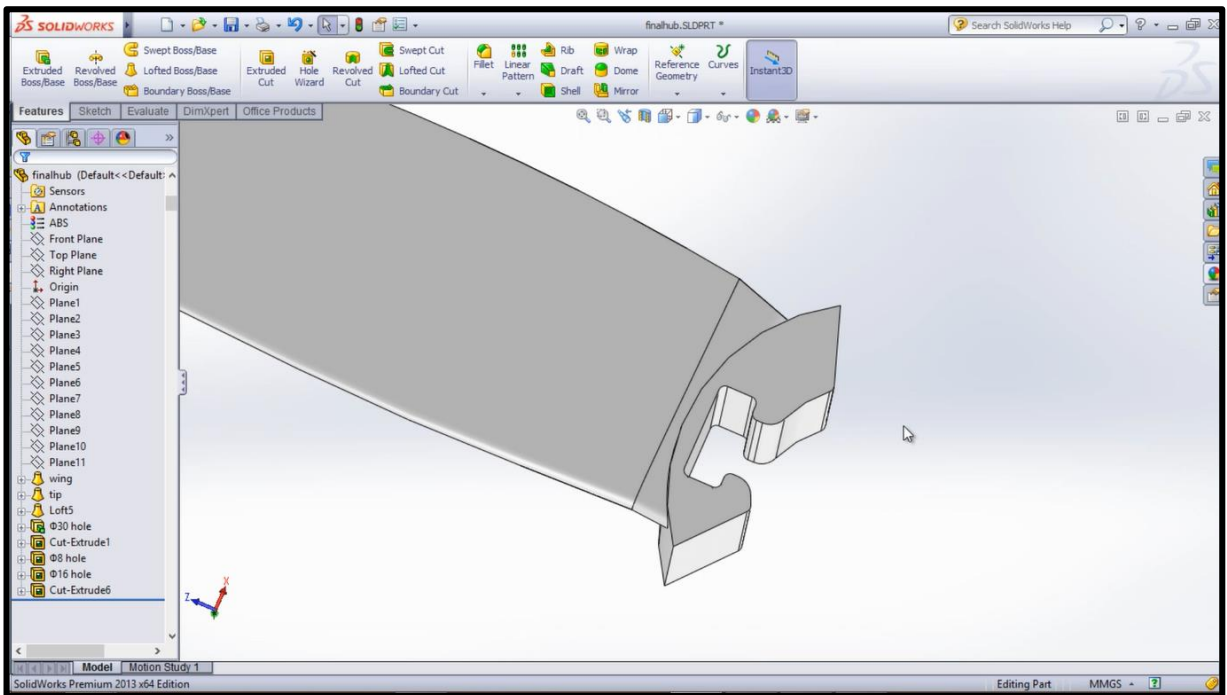 SOLIDWORKS
finalhub.SLDPRT *
Search SolidWorks Help
Extruded Boss/Base
Revolved Boss/Base
Swept Boss/Base
Lofted Boss/Base
Boundary Boss/Base
Extruded Cut
Hole Wizard
Revolved Cut
Swept Cut
Lofted Cut
Boundary Cut
Fillet
Linear Pattern
Rib
Draft
Shell
Wrap
Dome
Mirror
Reference Geometry
Curves
Instant3D
Features
Sketch
Evaluate
DimXpert
Office Products
finalhub (Default<<Default:
Sensors
Annotations
ABS
Front Plane
Top Plane
Right Plane
Origin
Plane1
Plane2
Plane3
Plane4
Plane5
Plane6
Plane7
Plane8
Plane9
Plane10
Plane11
wing
tip
Loft5
Φ30 hole
Cut-Extrude1
Φ8 hole
Φ16 hole
Cut-Extrude6
X
Z
Model
Motion Study 1
SolidWorks Premium 2013 x64 Edition
Editing Part
MMGS